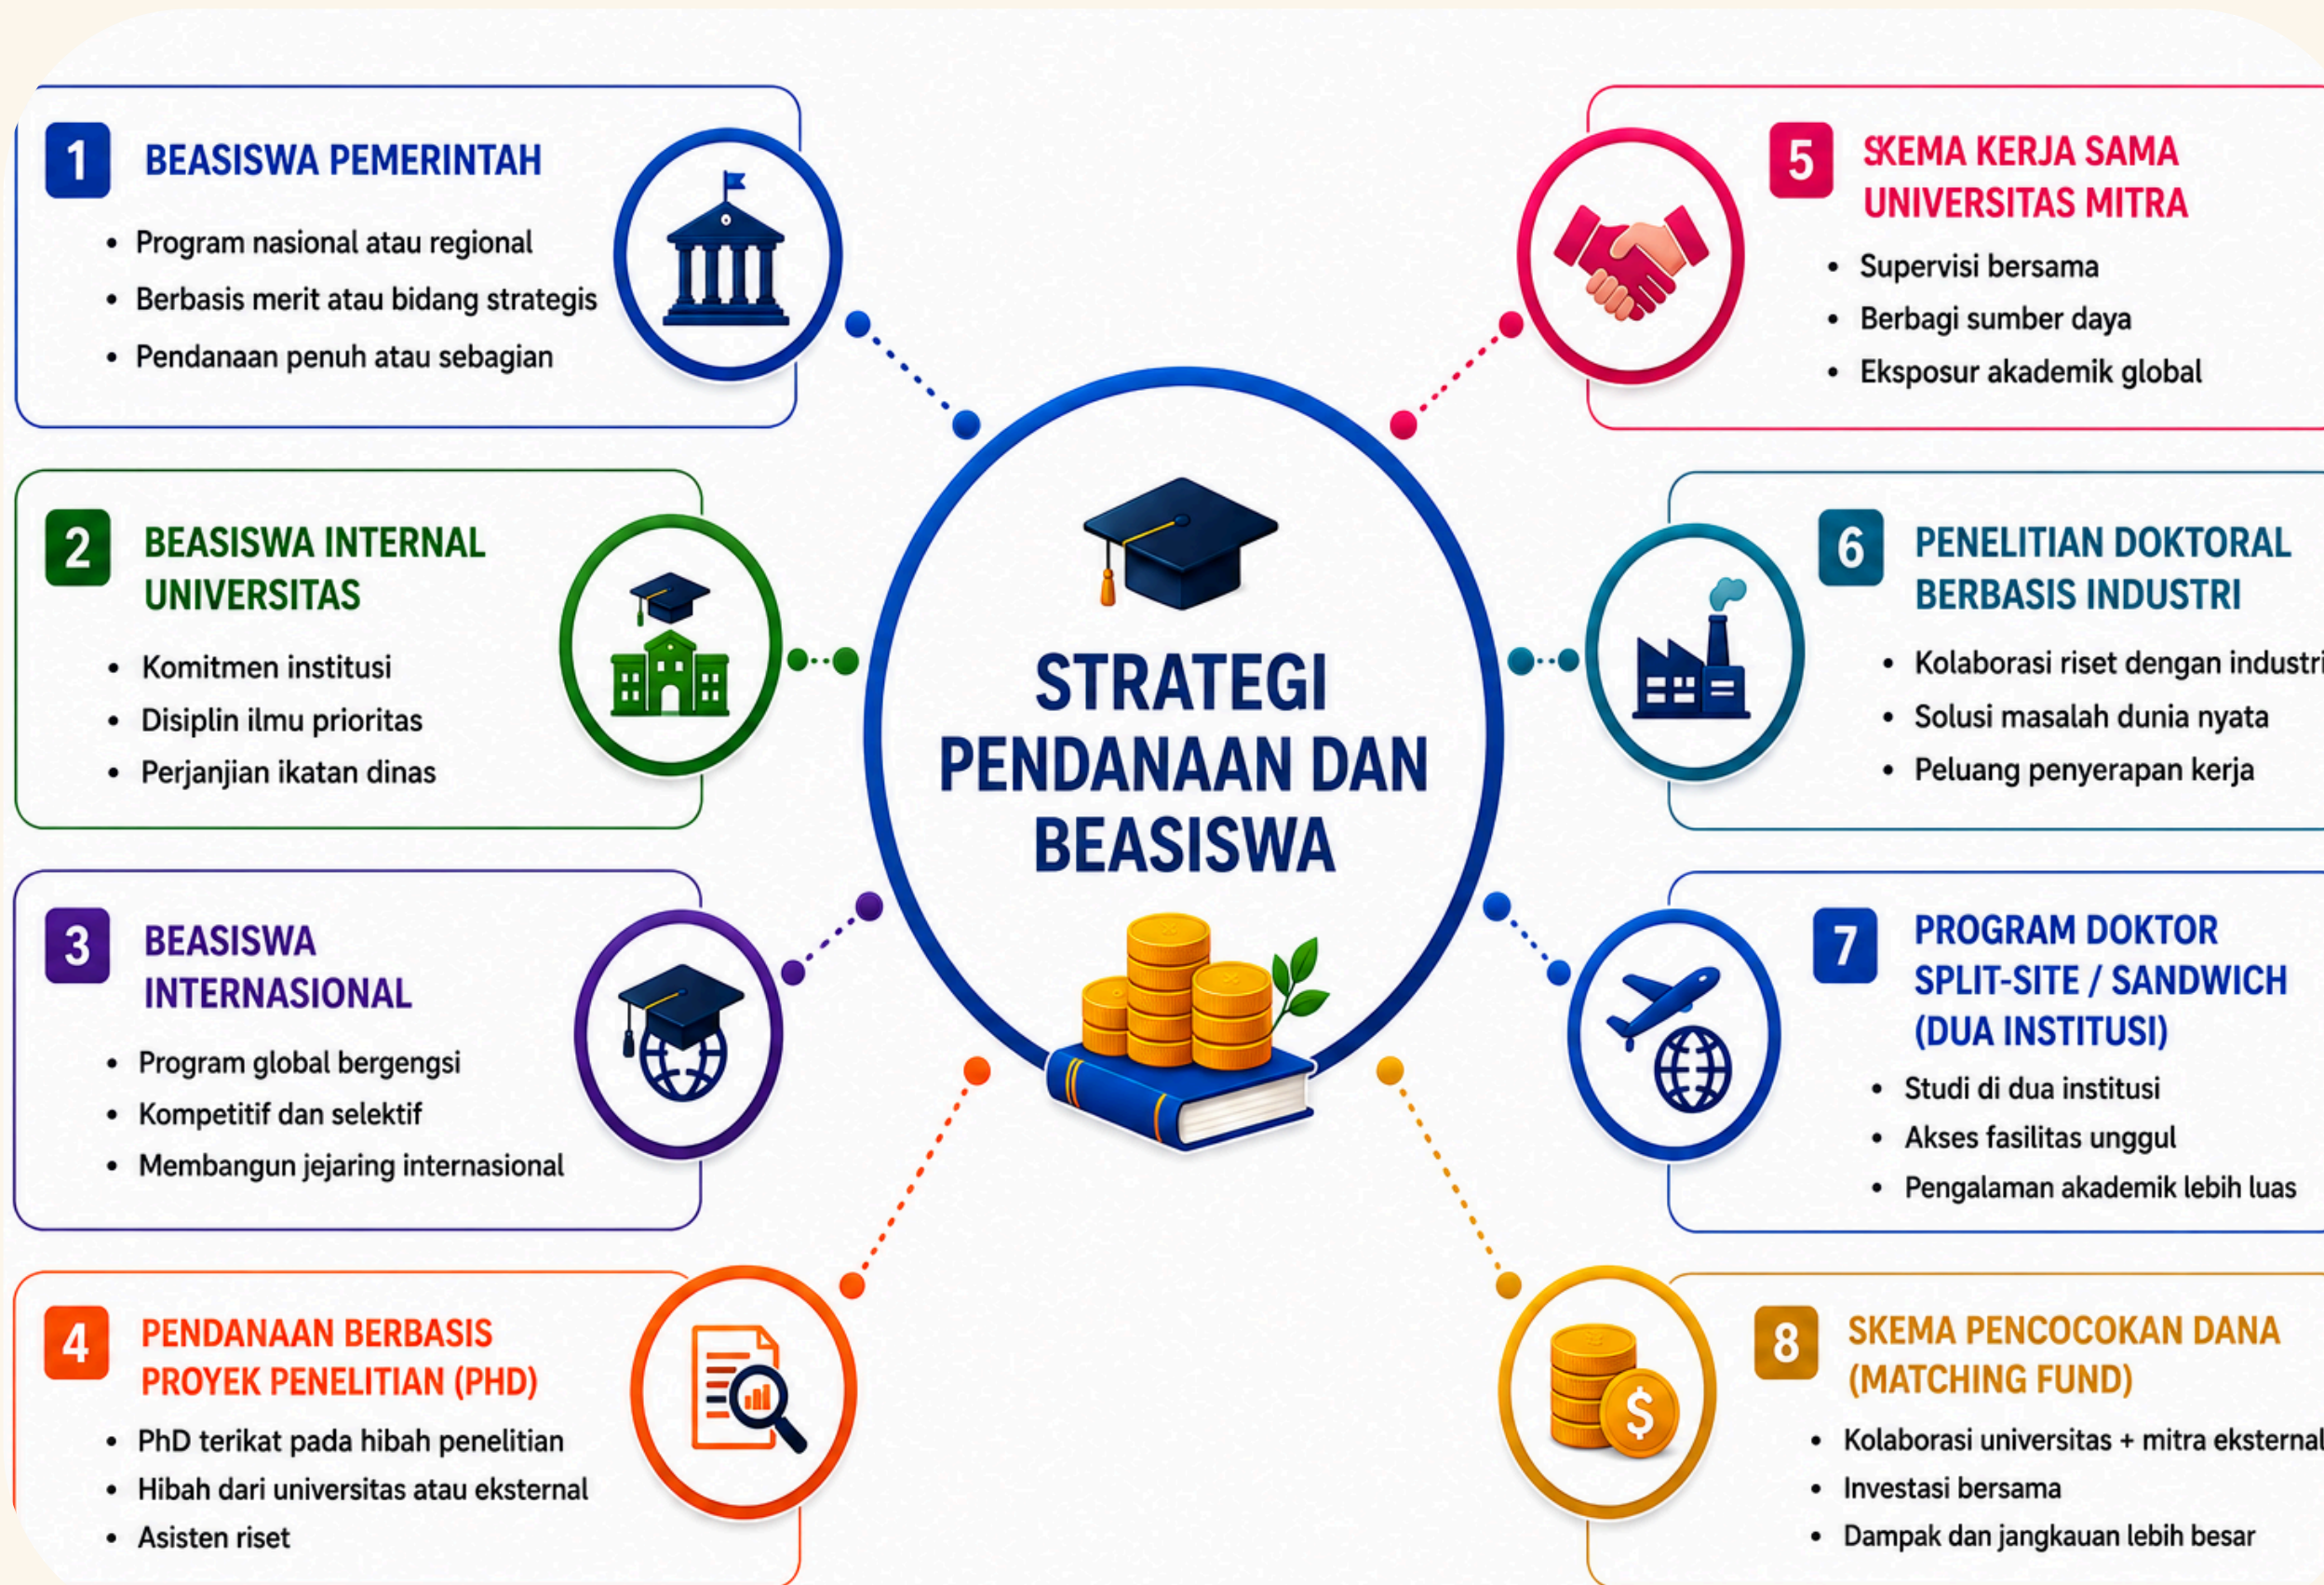 1
BEASISWA PEMERINTAH
• Program nasional atau regional
• Berbasis merit atau bidang strategis
• Pendanaan penuh atau sebagian
2
BEASISWA INTERNAL
UNIVERSITAS
• Komitmen institusi
• Disiplin ilmu prioritas
• Perjanjian ikatan dinas
3
BEASISWA
INTERNASIONAL
• Program global bergengsi
• Kompetitif dan selektif
• Membangun jejaring internasional
4
PENDANAAN BERBASIS
PROYEK PENELITIAN (PHD)
• PhD terikat pada hibah penelitian
• Hibah dari universitas atau eksternal
• Asisten riset
STRATEGI
PENDANAAN DAN
BEASISWA
5
SKEMA KERJA SAMA
UNIVERSITAS MITRA
• Supervisi bersama
• Berbagi sumber daya
• Eksposur akademik global
6
PENELITIAN DOKTORAL
BERBASIS INDUSTRI
• Kolaborasi riset dengan industri
• Solusi masalah dunia nyata
• Peluang penyerapan kerja
7
PROGRAM DOKTOR
SPLIT-SITE / SANDWICH
(DUA INSTITUSI)
• Studi di dua institusi
• Akses fasilitas unggul
• Pengalaman akademik lebih luas
$
8
SKEMA PENCOCOKAN DANA
(MATCHING FUND)
• Kolaborasi universitas + mitra eksternal
• Investasi bersama
• Dampak dan jangkauan lebih besar